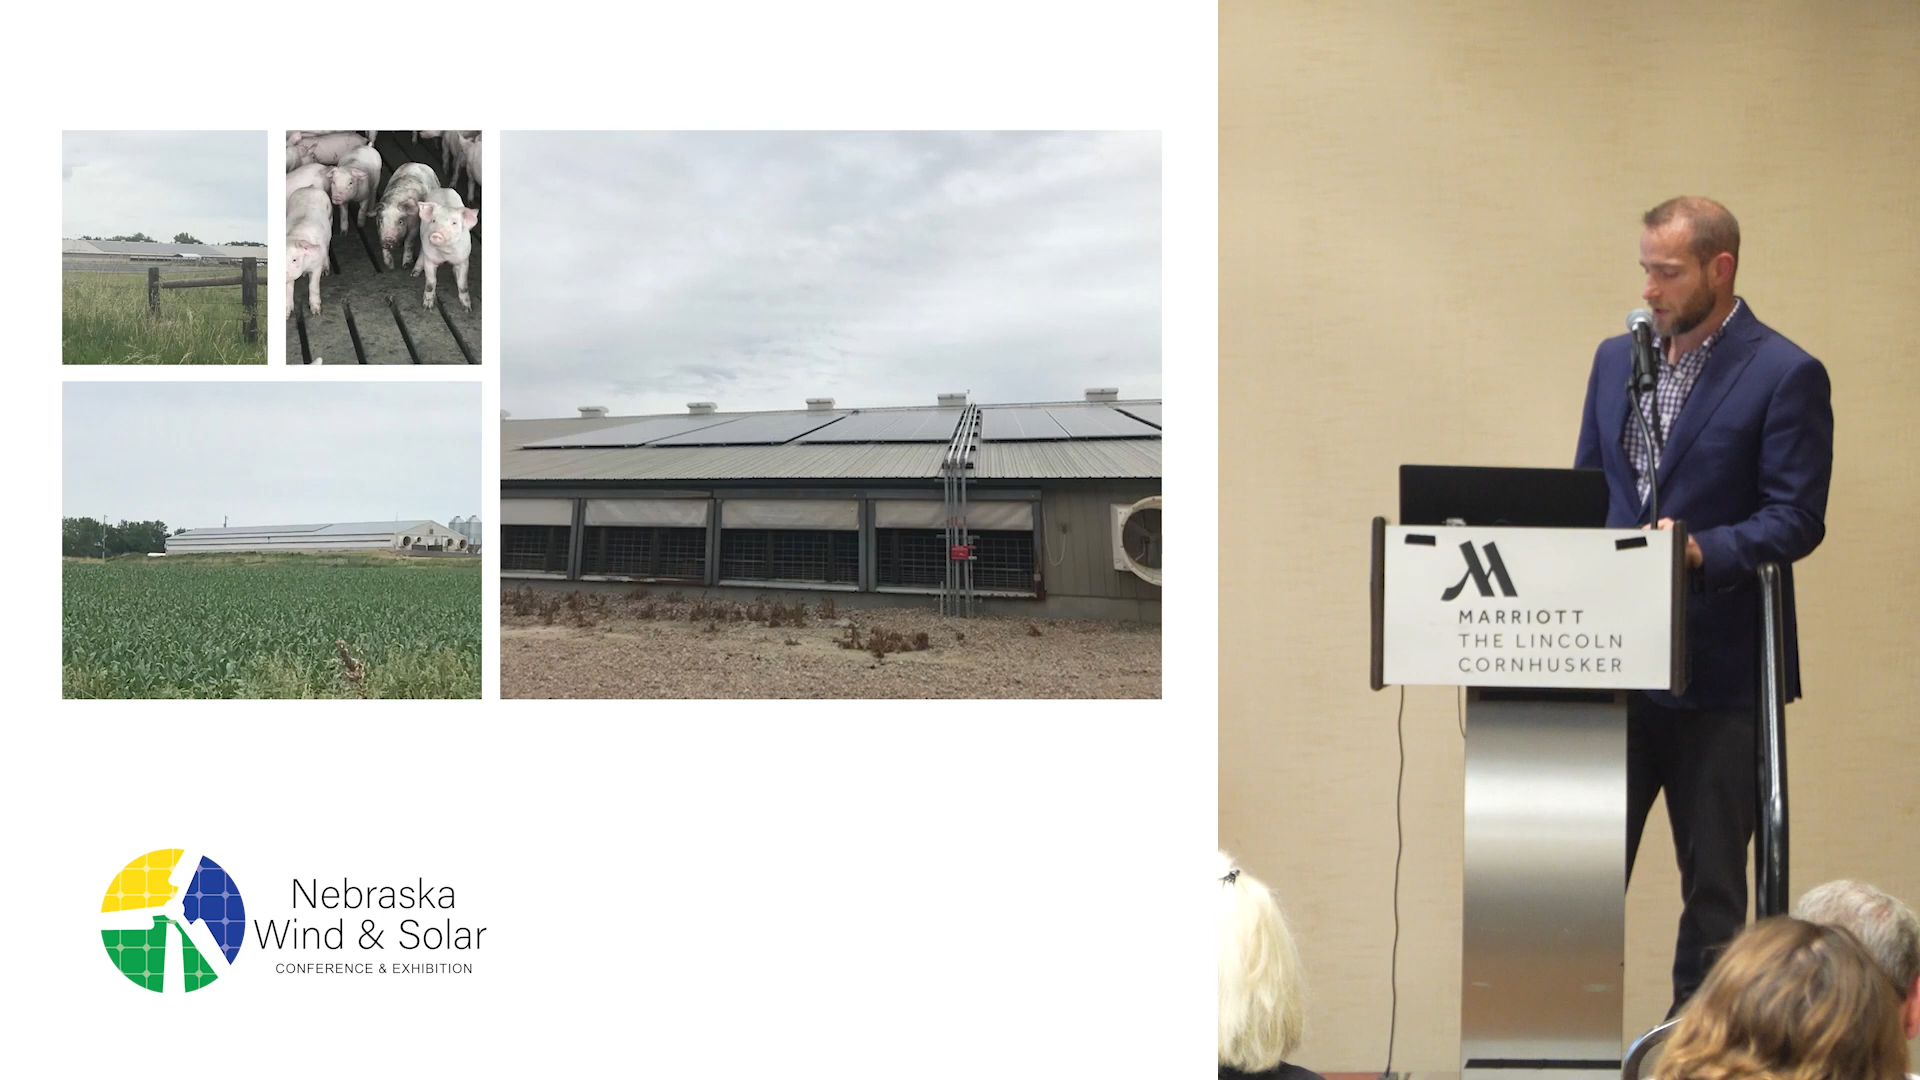 Nebraska
Wind & Solar
CONFERENCE & EXHIBITION
MARRIOTT
THE LINCOLN
CORNHUSKER